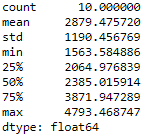 count 10.000000
mean 2879.475720
std 1190.456769
min 1563.584886
25% 2064.976839
50% 2385.015914
75% 3871.947289
max 4793.468747
dtype: float64